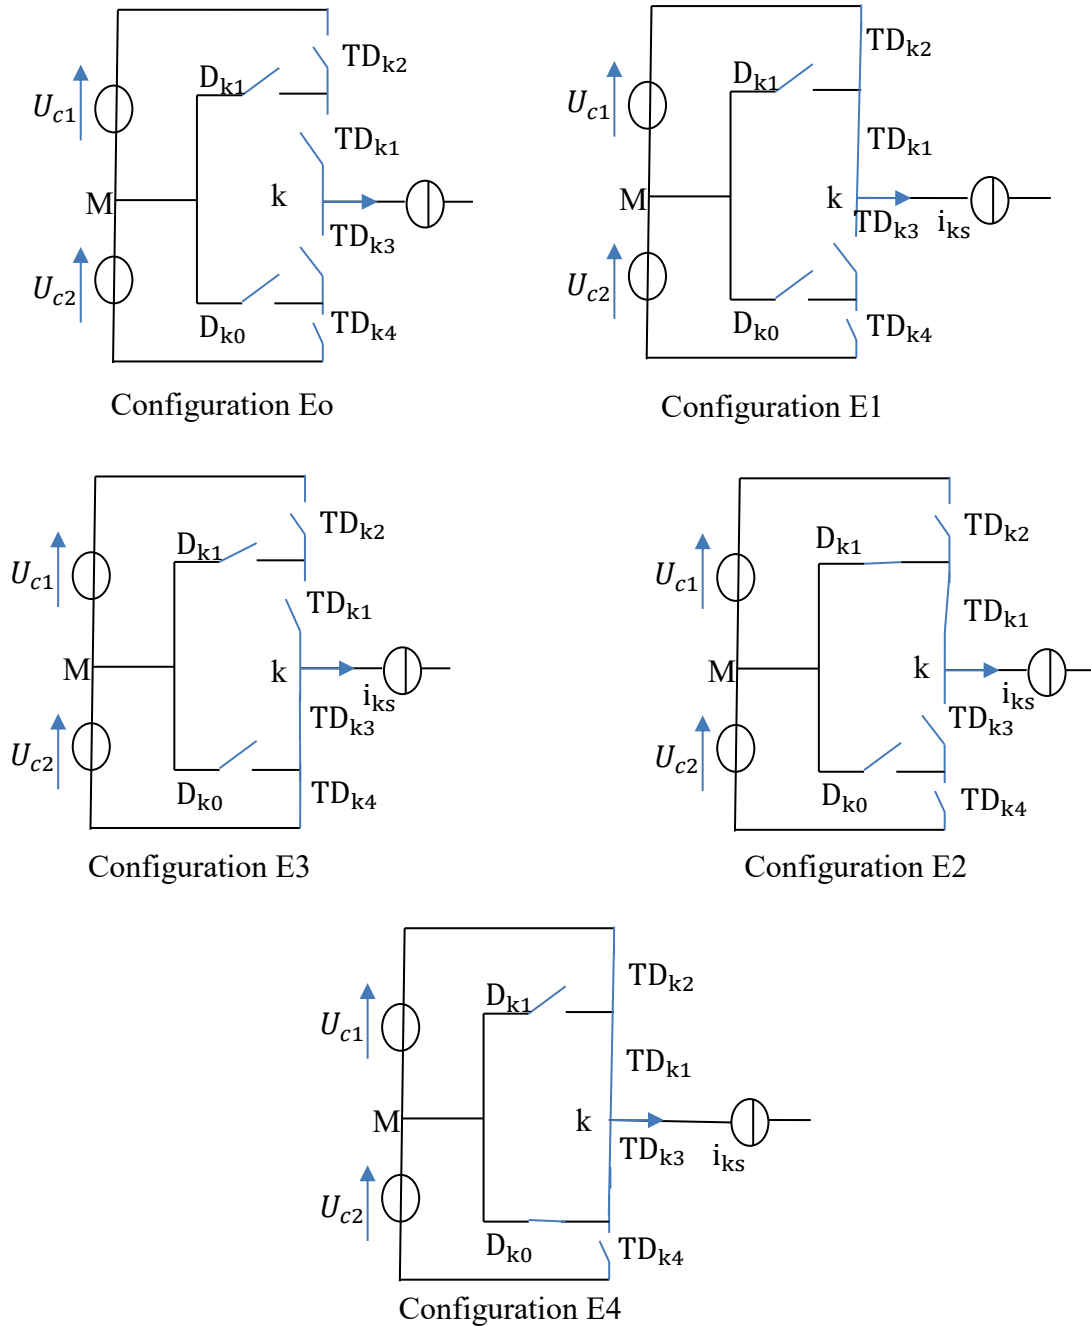 TDk2
Dk1
Uc1
TDk1
M
k
TDk3
Uc2
Dk0
TDk4
Configuration Eo
TDk2
Dk1
Uc1
TDk1
M
k
TDk3
iks
Uc2
Dk0
TDk4
Configuration E1
TDk2
Dk1
Uc1
TDk1
M
k
iks
TDk3
Uc2
Dk0
TDk4
Configuration E3
TDk2
Dk1
Uc1
TDk1
M
k
iks
TDk3
Uc2
Dk0
TDk4
Configuration E2
TDk2
Dk1
Uc1
TDk1
M
k
TDk3
iks
Uc2
Dk0
TDk4
Configuration E4